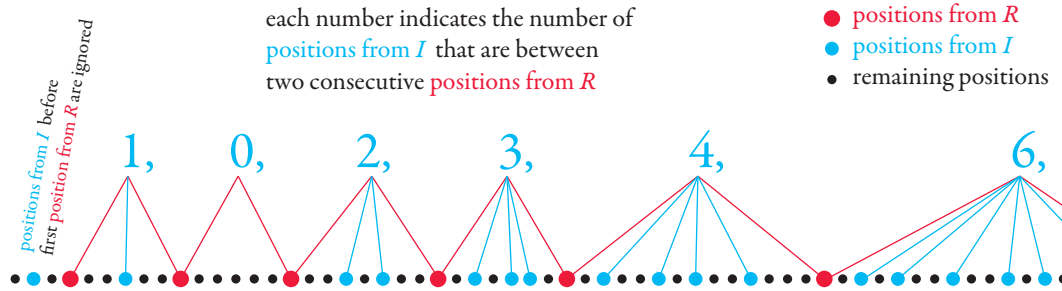 each number indicates the number of
positions from I that are between
two consecutive positions from R
positions from R
positions from I
remaining positions
positions from I before
first position from R are ignored
1, 0, 2, 3, 4, 6,